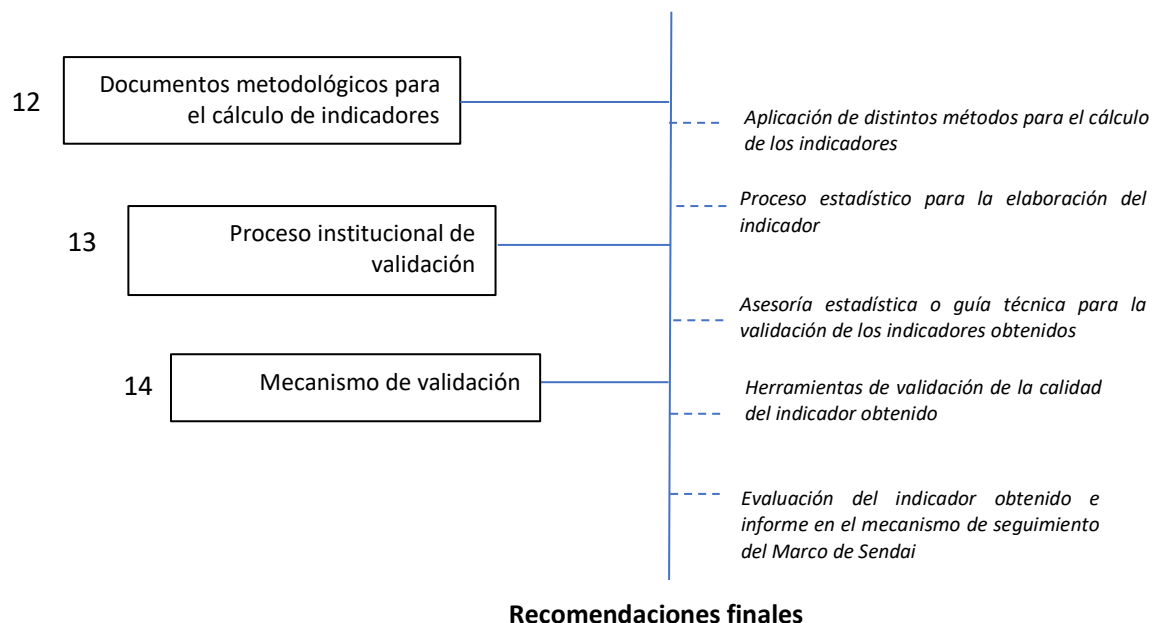 12
Documentos metodológicos para
el cálculo de indicadores
Aplicación de distintos métodos para el cálculo
de los indicadores
Proceso estadístico para la elaboración del
indicador
13
Proceso institucional de
validación
Asesoría estadística o guía técnica para la
validación de los indicadores obtenidos
14
Mecanismo de validación
Herramientas de validación de la calidad
del indicador obtenido
Evaluación del indicador obtenido e
informe en el mecanismo de seguimiento
del Marco de Sendai
Recomendaciones finales